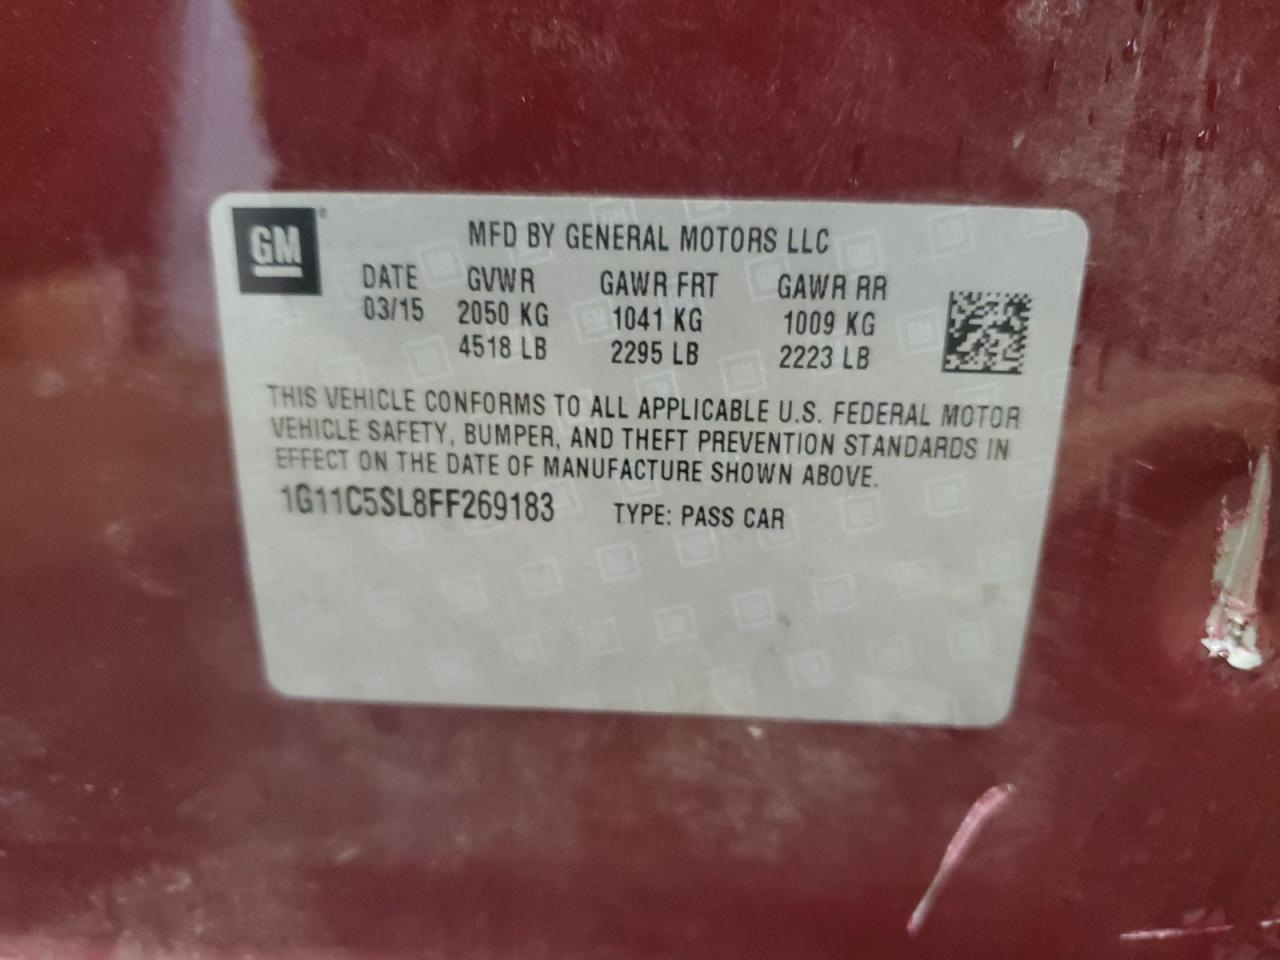 GM®
MFD BY GENERAL MOTORS LLC
DATE GVWR GAWR FRT GAWR RR
03/15 2050 KG 1041 KG 1009 KG
4518 LB 2295 LB 2223 LB
THIS VEHICLE CONFORMS TO ALL APPLICABLE U.S. FEDERAL MOTOR
VEHICLE SAFETY, BUMPER, AND THEFT PREVENTION STANDARDS IN
EFFECT ON THE DATE OF MANUFACTURE SHOWN ABOVE.
1G11C5SL8FF269183 TYPE: PASS CAR